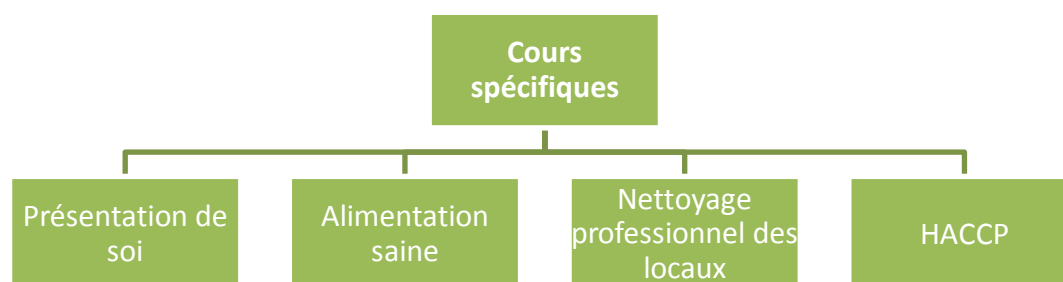 Cours
spécifiques
Présentation de
soi
Alimentation
saine
Nettoyage
professionnel des
locaux
HACCP